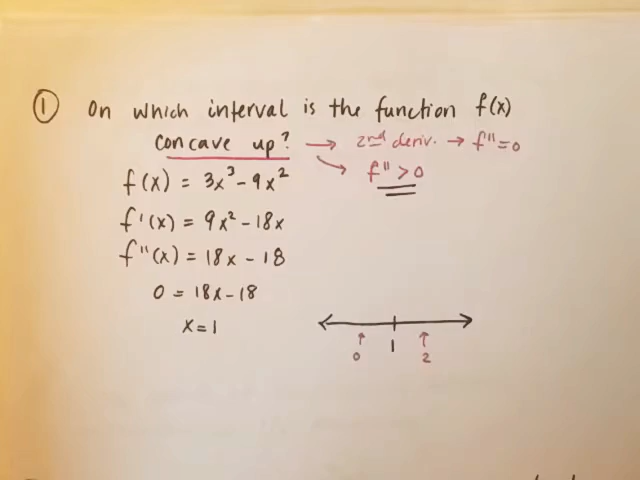 ① On which interval is the function f(x)
concave up? → 2nd deriv. → f''=0
→ f'' > 0
f(x) = 3x³ - 9x²
f'(x) = 9x² - 18x
f''(x) = 18x - 18
0 = 18x - 18
x = 1
↑ 1 ↑
0 2